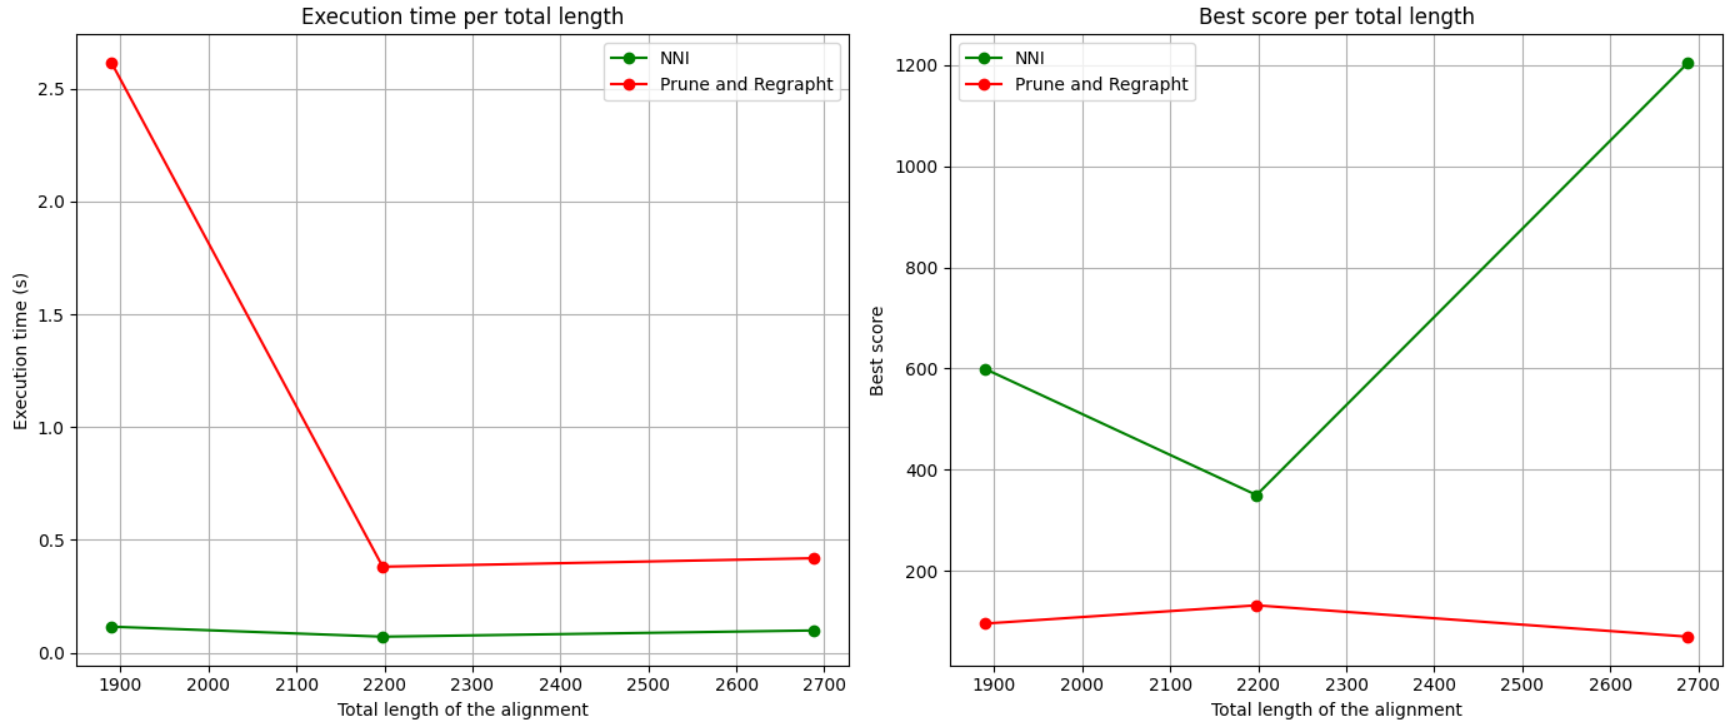 Execution time per total length
NNI
Prune and Regrapht
2.5
2.0
1.5
1.0
0.5
0.0
Execution time (s)
1900 2000 2100 2200 2300 2400 2500 2600 2700
Total length of the alignment
Best score per total length
NNI
Prune and Regrapht
1200
1000
800
600
400
200
Best score
1900 2000 2100 2200 2300 2400 2500 2600 2700
Total length of the alignment